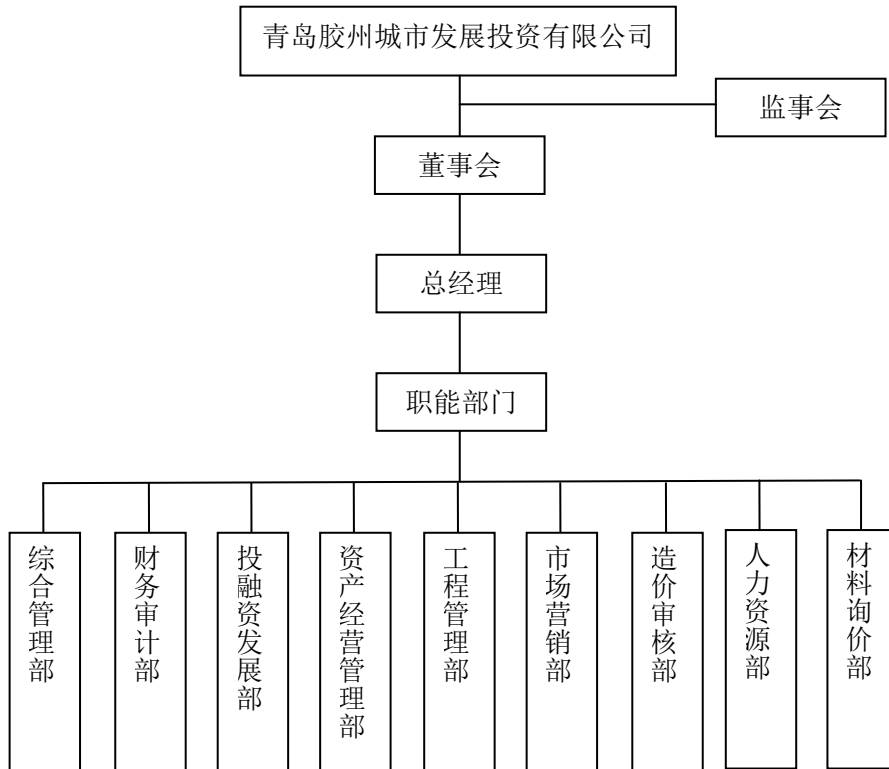 青岛胶州城市发展投资有限公司
监事会
董事会
总经理
职能部门
综合管理部
财务审计部
投融资发展部
资产经营管理部
工程管理部
市场营销部
造价审核部
人力资源部
材料询价部